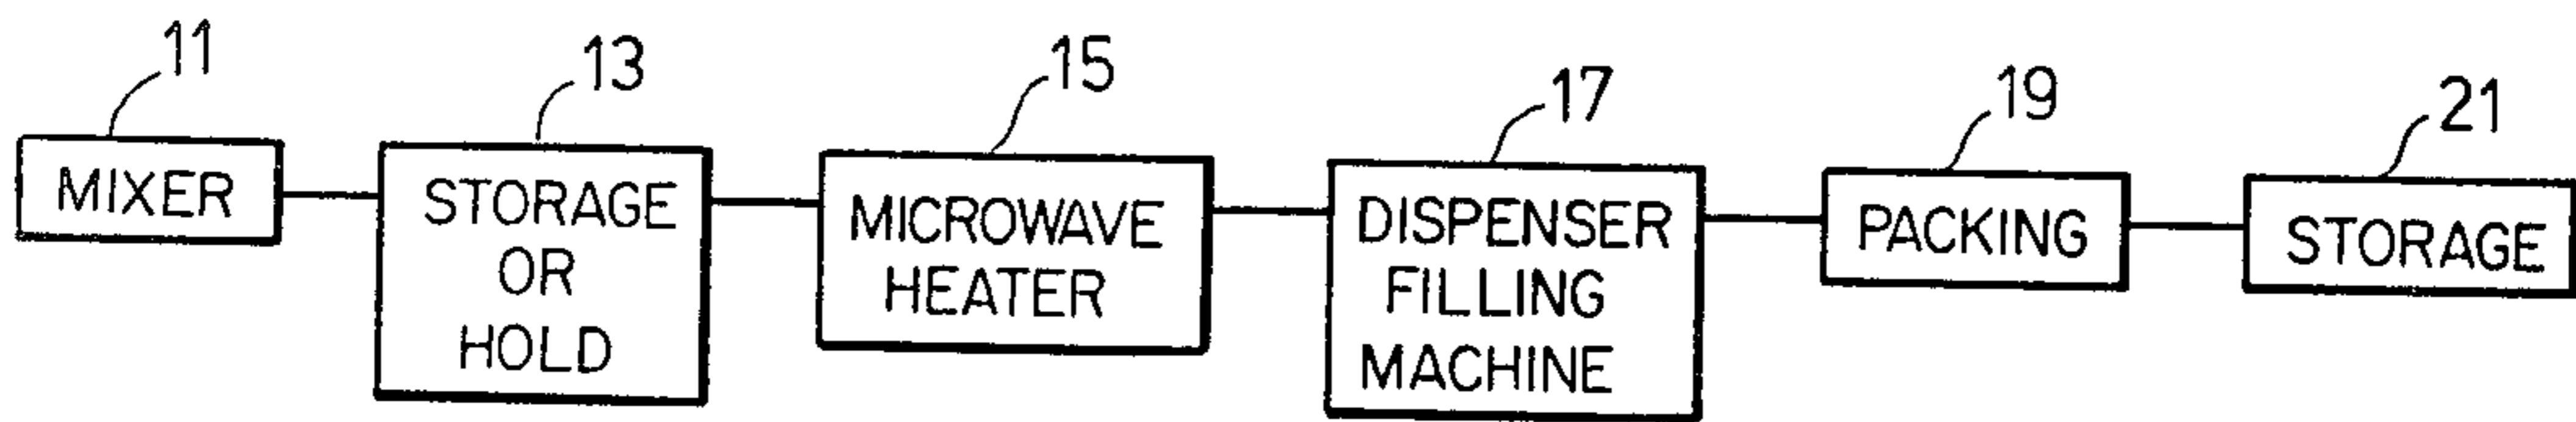 11
13
15
17
19
21
MIXER
STORAGE
OR
HOLD
MICROWAVE
HEATER
DISPENSER
FILLING
MACHINE
PACKING
STORAGE